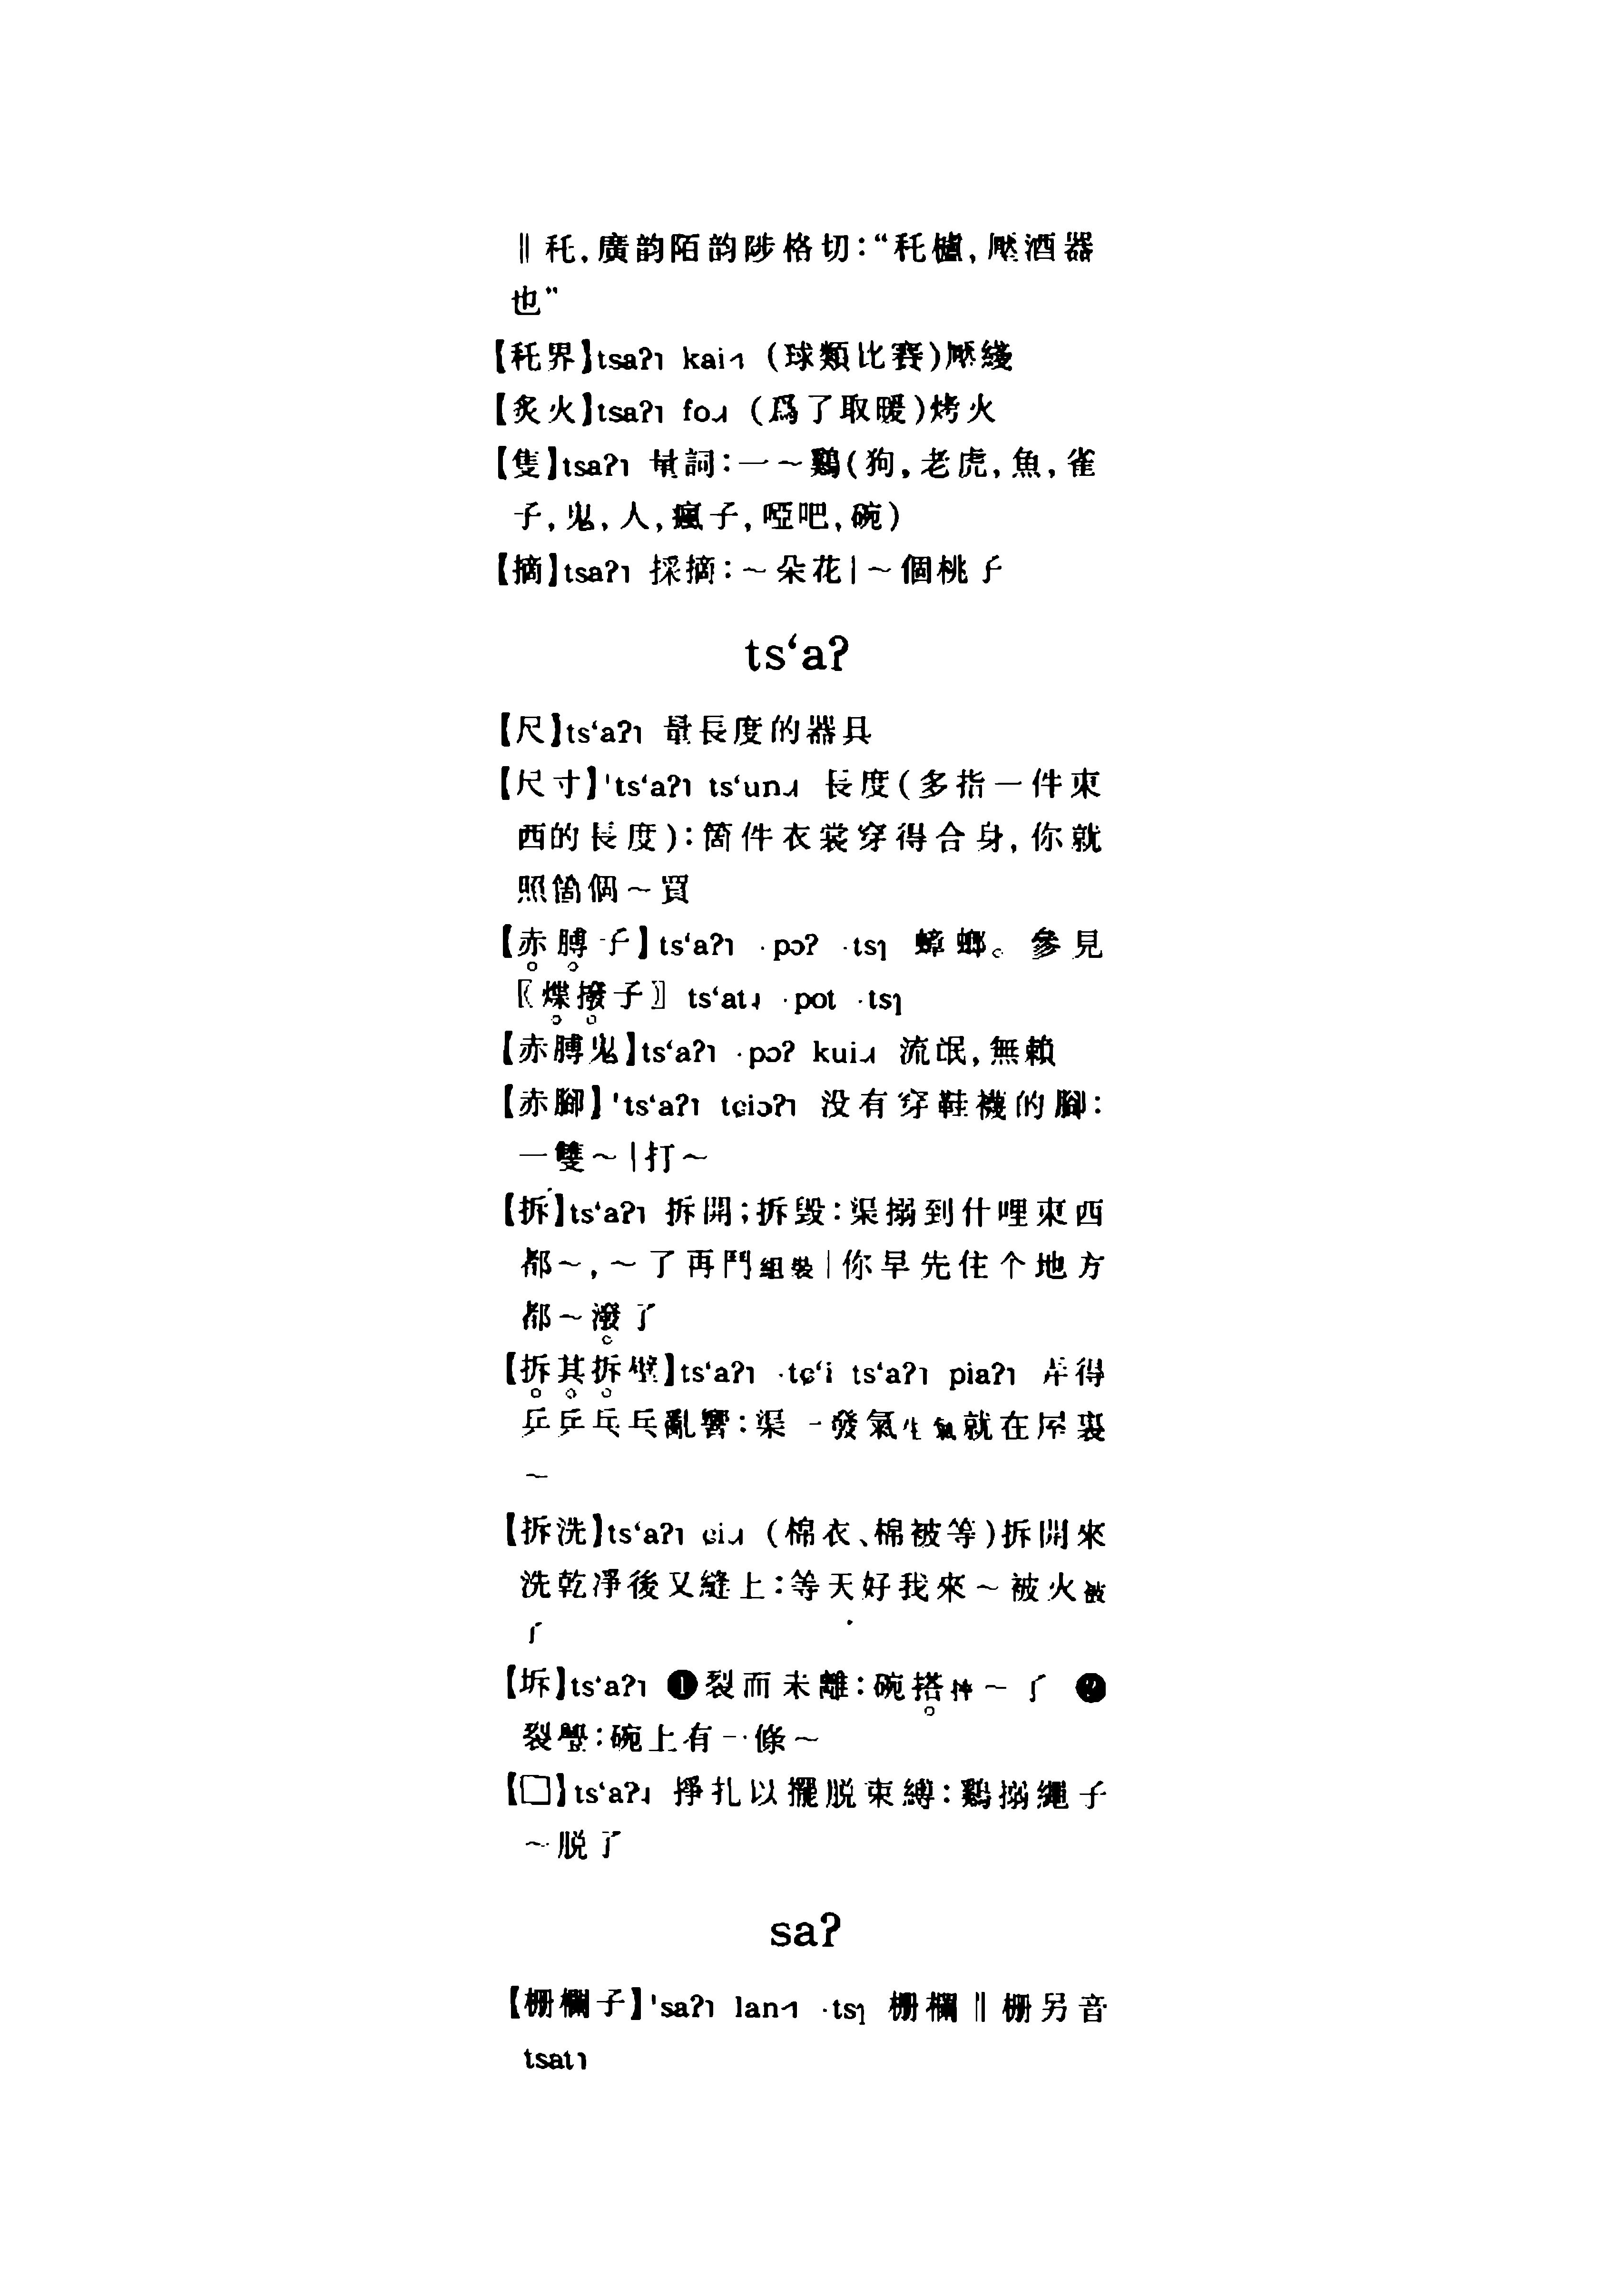 ‖秅,廣韵陌韵陟格切:“秅樝,壓酒器
也”
【秅界】tsaʔ˥ kai˧ (球類比賽)壓綫
【炙火】tsaʔ˥ fo˩ (爲了取暖)烤火
【隻】tsaʔ˥ 量詞:一~鷄(狗,老虎,魚,雀
子,鬼,人,瘋子,啞吧,碗)
【摘】tsaʔ˥ 採摘:~朵花|~個桃子
ts‘aʔ
【尺】ts‘aʔ˥ 量長度的器具
【尺寸】'ts‘aʔ˥ ts‘un˩ 長度(多指一件東
西的長度):箇件衣裳穿得合身,你就
照箇個~買
【赤膊子】ts‘aʔ˥ ·pɔʔ ·tsɿ 蟑螂。參見
〖煠撥子〗 ts‘at˩ ·pot ·tsɿ
【赤膊鬼】ts‘aʔ˥ ·pɔʔ kui˩ 流氓,無賴
【赤腳】'ts‘aʔ˥ tɕiɔʔ˥ 没有穿鞋襪的腳:
一雙~|打~
【拆】ts‘aʔ˥ 拆開;拆毁:渠搦到什哩東西
都~,~了再鬥組裝|你早先住个地方
都~潑了
【拆其拆壁】ts‘aʔ˥ ·tɕ‘i ts‘aʔ˥ piaʔ˥ 弄得
乒乒乓乓亂響:渠一發氣生氣就在屋裏
~
【拆洗】ts‘aʔ˥ ɕi˩ (棉衣、棉被等)拆開來
洗乾凈後又縫上:等天好我來~被火被
了
【坼】ts‘aʔ˥ ❶裂而未離:碗搭摔~了 ❷
裂璺:碗上有一條~
【□】ts‘aʔ˩ 掙扎以擺脱束縛:鷄搦繩子
~脱了
saʔ
【栅欄子】'saʔ˥ lan˧ ·tsɿ 栅欄‖栅另音
tsat˥